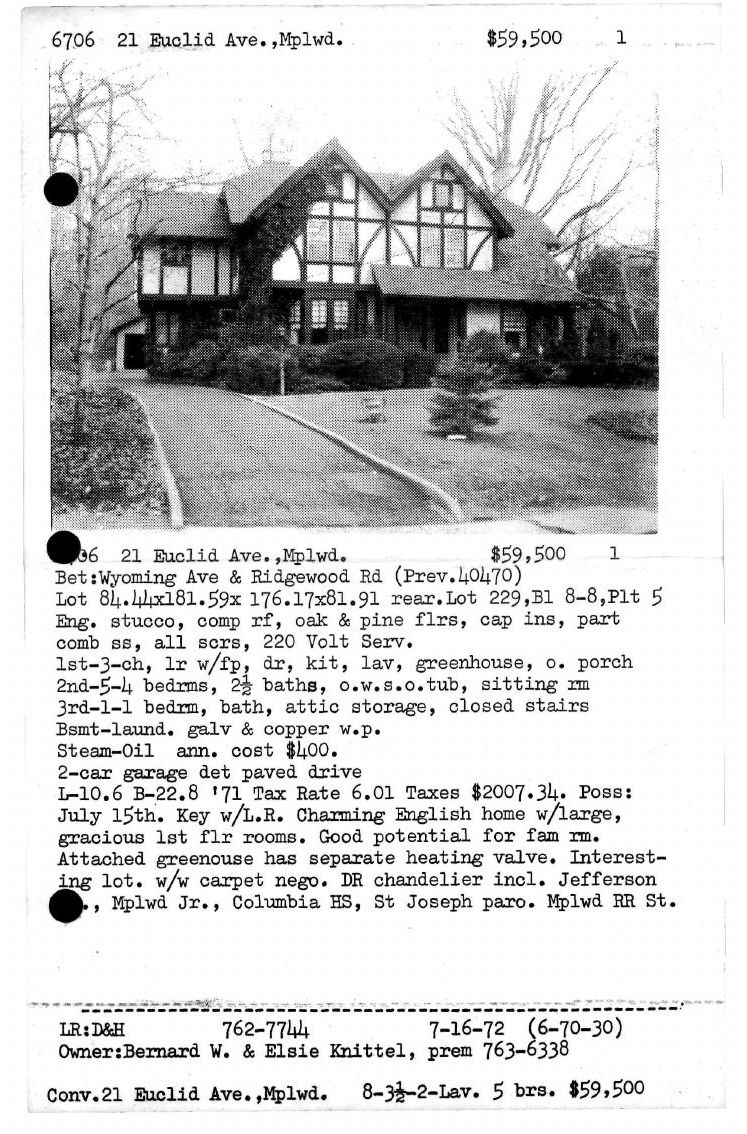 6706 21 Euclid Ave.,Mplwd. $59,500 1
06 21 Euclid Ave.,Mplwd. $59,500 1
Bet:Wyoming Ave & Ridgewood Rd (Prev.40470)
Lot 84.44x181.59x 176.17x81.91 rear.Lot 229,Bl 8-8,Plt 5
Eng. stucco, comp rf, oak & pine flrs, cap ins, part
comb ss, all scrs, 220 Volt Serv.
1st-3-ch, lr w/fp, dr, kit, lav, greenhouse, o. porch
2nd-5-4 bedrms, 2½ baths, o.w.s.o.tub, sitting rm
3rd-1-1 bedrm, bath, attic storage, closed stairs
Bsmt-laund. galv & copper w.p.
Steam-Oil ann. cost $400.
2-car garage det paved drive
L-10.6 B-22.8 '71 Tax Rate 6.01 Taxes $2007.34. Poss:
July 15th. Key w/L.R. Charming English home w/large,
gracious 1st flr rooms. Good potential for fam rm.
Attached greenouse has separate heating valve. Interest-
ing lot. w/w carpet nego. DR chandelier incl. Jefferson
., Mplwd Jr., Columbia HS, St Joseph paro. Mplwd RR St.
LR:D&H 762-7744 7-16-72 (6-70-30)
Owner:Bernard W. & Elsie Knittel, prem 763-6338
Conv.21 Euclid Ave.,Mplwd. 8-3½-2-Lav. 5 brs. $59,500